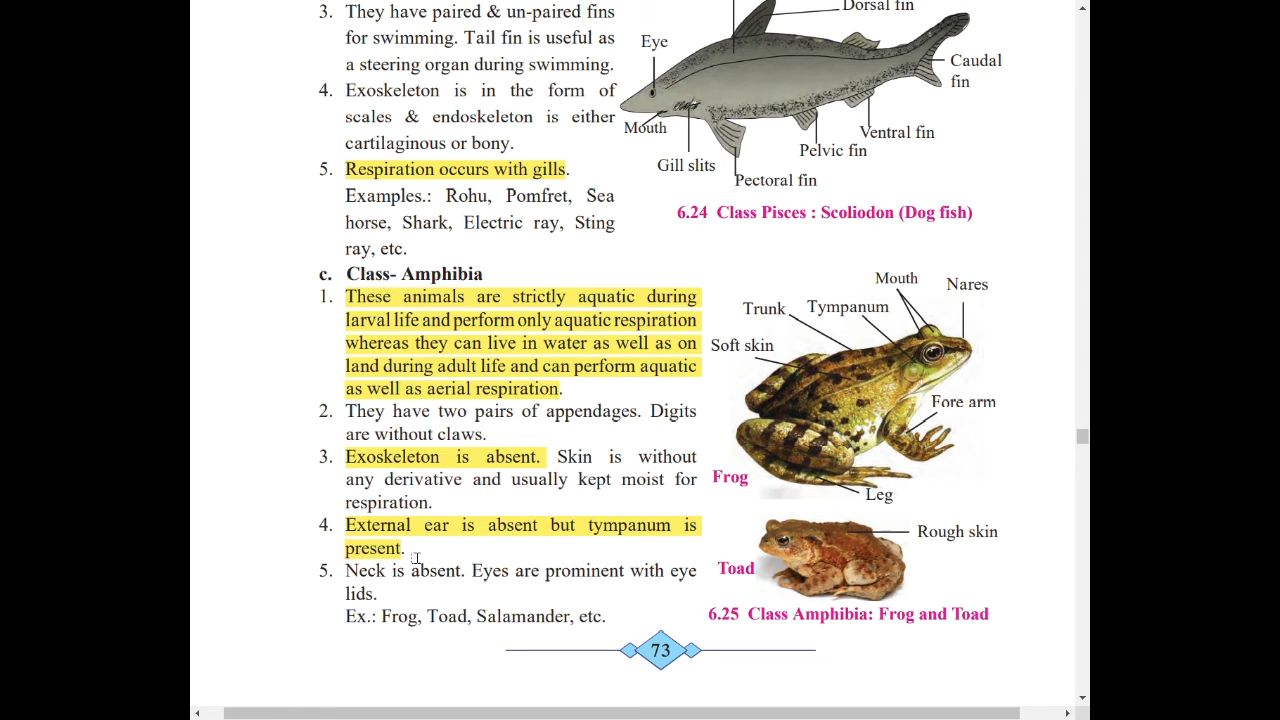 3. They have paired & un-paired fins
for swimming. Tail fin is useful as
a steering organ during swimming.
4. Exoskeleton is in the form of
scales & endoskeleton is either
cartilaginous or bony.
5. Respiration occurs with gills.
Examples.: Rohu, Pomfret, Sea
horse, Shark, Electric ray, Sting
ray, etc.
Dorsal fin
Eye
Caudal
fin
Mouth
Ventral fin
Pelvic fin
Gill slits
Pectoral fin
6.24 Class Pisces : Scoliodon (Dog fish)
c. Class- Amphibia
1. These animals are strictly aquatic during
larval life and perform only aquatic respiration
whereas they can live in water as well as on
land during adult life and can perform aquatic
as well as aerial respiration.
2. They have two pairs of appendages. Digits
are without claws.
3. Exoskeleton is absent. Skin is without
any derivative and usually kept moist for
respiration.
4. External ear is absent but tympanum is
present.
5. Neck is absent. Eyes are prominent with eye
lids.
Ex.: Frog, Toad, Salamander, etc.
Mouth
Nares
Trunk
Tympanum
Soft skin
Fore arm
Frog
Leg
Rough skin
Toad
6.25 Class Amphibia: Frog and Toad
73